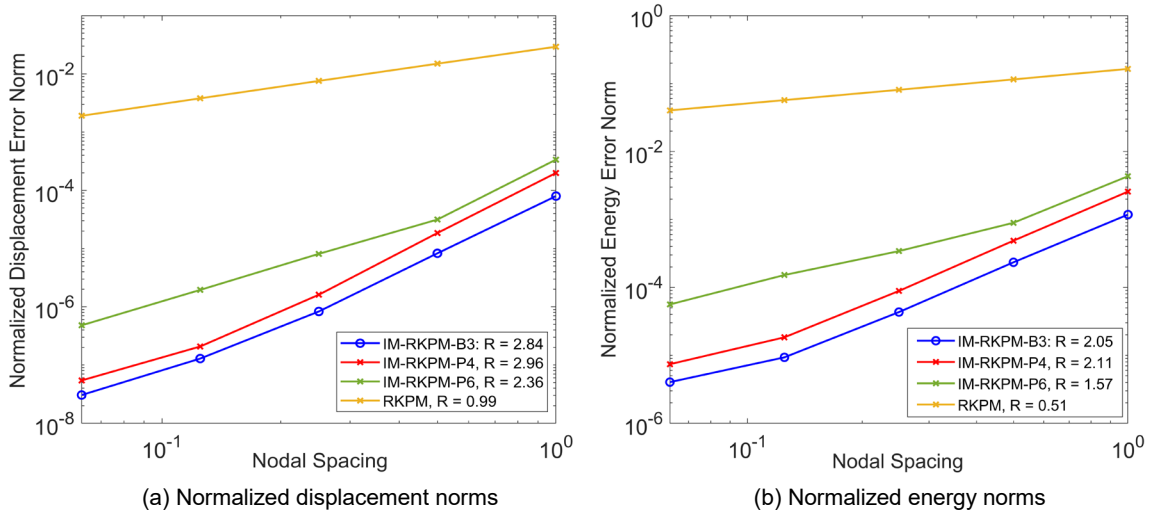 Normalized Displacement Error Norm
10^-2
10^-4
10^-6
10^-8
IM-RKPM-B3: R = 2.84
IM-RKPM-P4, R = 2.96
IM-RKPM-P6, R = 2.36
RKPM, R = 0.99
10^-1
10^0
Nodal Spacing
(a) Normalized displacement norms
Normalized Energy Error Norm
10^0
10^-2
10^-4
10^-6
IM-RKPM-B3: R = 2.05
IM-RKPM-P4, R = 2.11
IM-RKPM-P6, R = 1.57
RKPM, R = 0.51
10^-1
10^0
Nodal Spacing
(b) Normalized energy norms